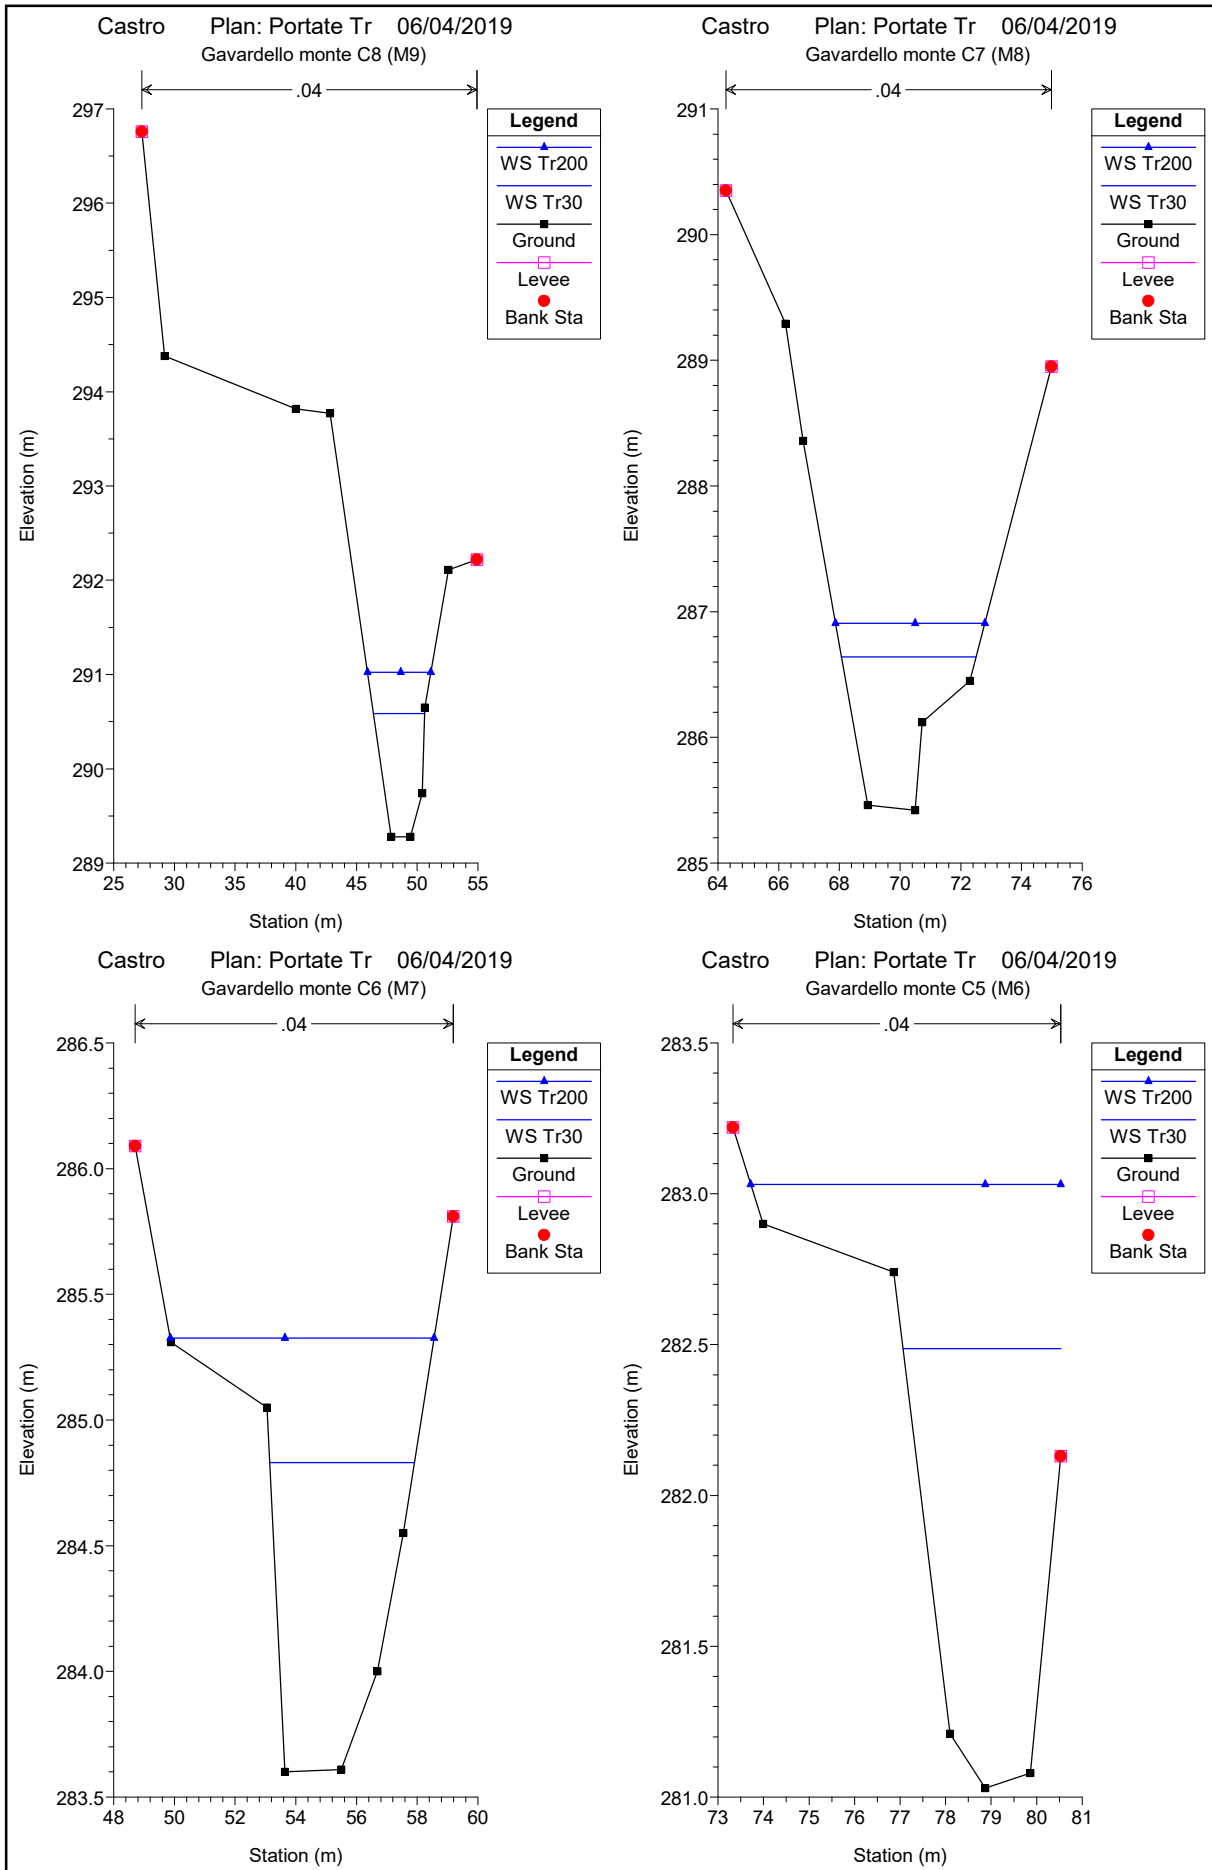 Castro Plan: Portate Tr 06/04/2019
Gavardello monte C8 (M9)
.04
297
296
295
294
293
292
291
290
289
Elevation (m)
25 30 35 40 45 50 55
Station (m)
Legend
WS Tr200
WS Tr30
Ground
Levee
Bank Sta
Castro Plan: Portate Tr 06/04/2019
Gavardello monte C7 (M8)
.04
291
290
289
288
287
286
285
Elevation (m)
64 66 68 70 72 74 76
Station (m)
Legend
WS Tr200
WS Tr30
Ground
Levee
Bank Sta
Castro Plan: Portate Tr 06/04/2019
Gavardello monte C6 (M7)
.04
286.5
286.0
285.5
285.0
284.5
284.0
283.5
Elevation (m)
48 50 52 54 56 58 60
Station (m)
Legend
WS Tr200
WS Tr30
Ground
Levee
Bank Sta
Castro Plan: Portate Tr 06/04/2019
Gavardello monte C5 (M6)
.04
283.5
283.0
282.5
282.0
281.5
281.0
Elevation (m)
73 74 75 76 77 78 79 80 81
Station (m)
Legend
WS Tr200
WS Tr30
Ground
Levee
Bank Sta